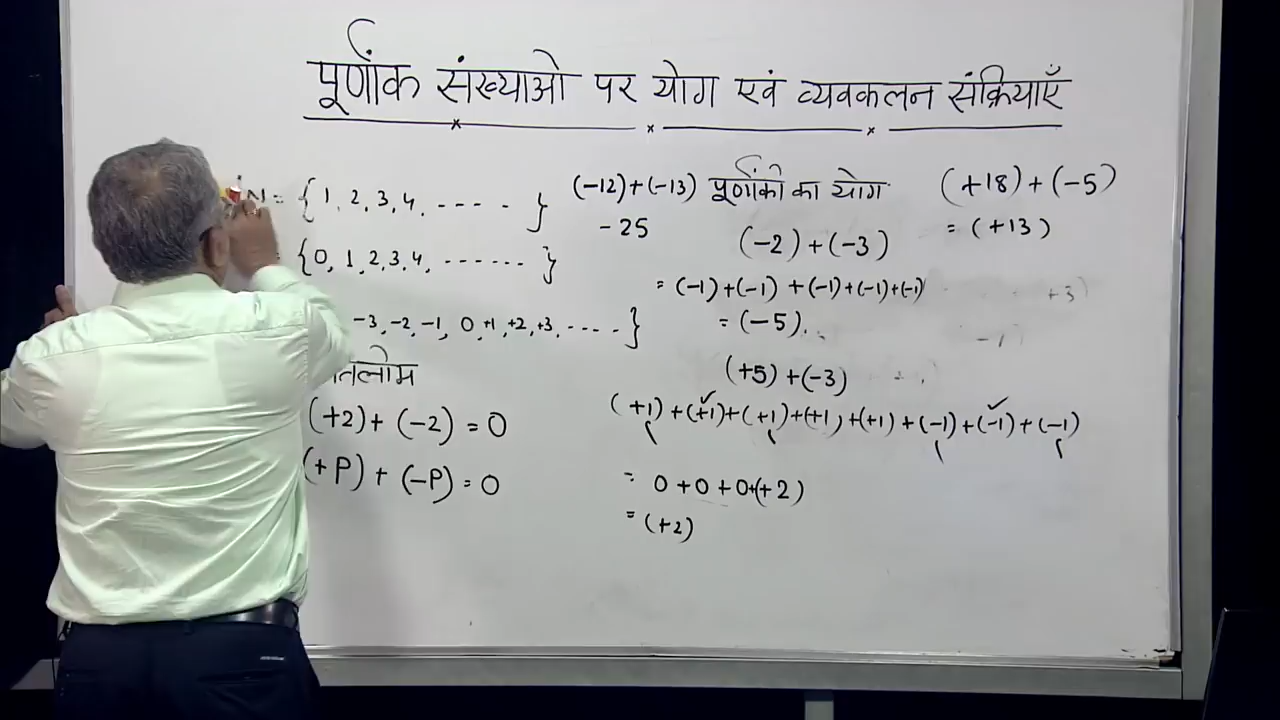 पूर्णांक संख्याओ पर योग एवं व्यवकलन संक्रियाएँ
N = { 1, 2, 3, 4, ---- - }
= {0, 1, 2, 3, 4, ------ }
-3, -2, -1, 0 +1, +2, +3, ---- }
तलोम
(+2) + (-2) = 0
(+P) + (-P) = 0
(-12) + (-13)
-25
पूर्णांको का योग
(-2) + (-3)
= (-1) + (-1) + (-1) + (-1) + (-1)
= (-5)
(+5) + (-3)
(+1) + (+1) + (+1) + (+1) + (+1) + (-1) + (-1) + (-1)
= 0 + 0 + 0 + (+2)
= (+2)
(+18) + (-5)
= (+13)